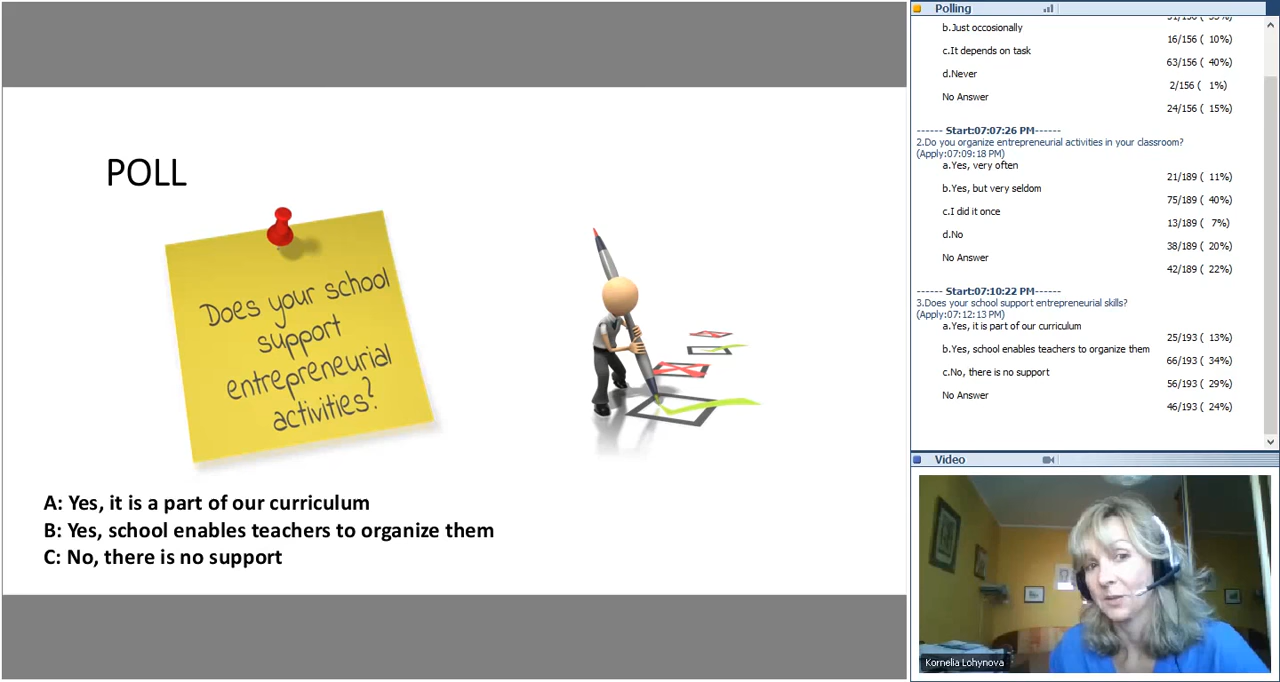 POLL
Does your school
support
entrepreneurial
activities?
A: Yes, it is a part of our curriculum
B: Yes, school enables teachers to organize them
C: No, there is no support
Polling
b.Just occosionally
16/156 ( 10%)
c.It depends on task
63/156 ( 40%)
d.Never
2/156 ( 1%)
No Answer
24/156 ( 15%)
------ Start:07:07:26 PM------
2.Do you organize entrepreneurial activities in your classroom?
(Apply:07:09:18 PM)
a.Yes, very often
21/189 ( 11%)
b.Yes, but very seldom
75/189 ( 40%)
c.I did it once
13/189 ( 7%)
d.No
38/189 ( 20%)
No Answer
42/189 ( 22%)
------ Start:07:10:22 PM------
3.Does your school support entrepreneurial skills?
(Apply:07:12:13 PM)
a.Yes, it is part of our curriculum
25/193 ( 13%)
b.Yes, school enables teachers to organize them
66/193 ( 34%)
c.No, there is no support
56/193 ( 29%)
No Answer
46/193 ( 24%)
Video
Kornelia Lohynova